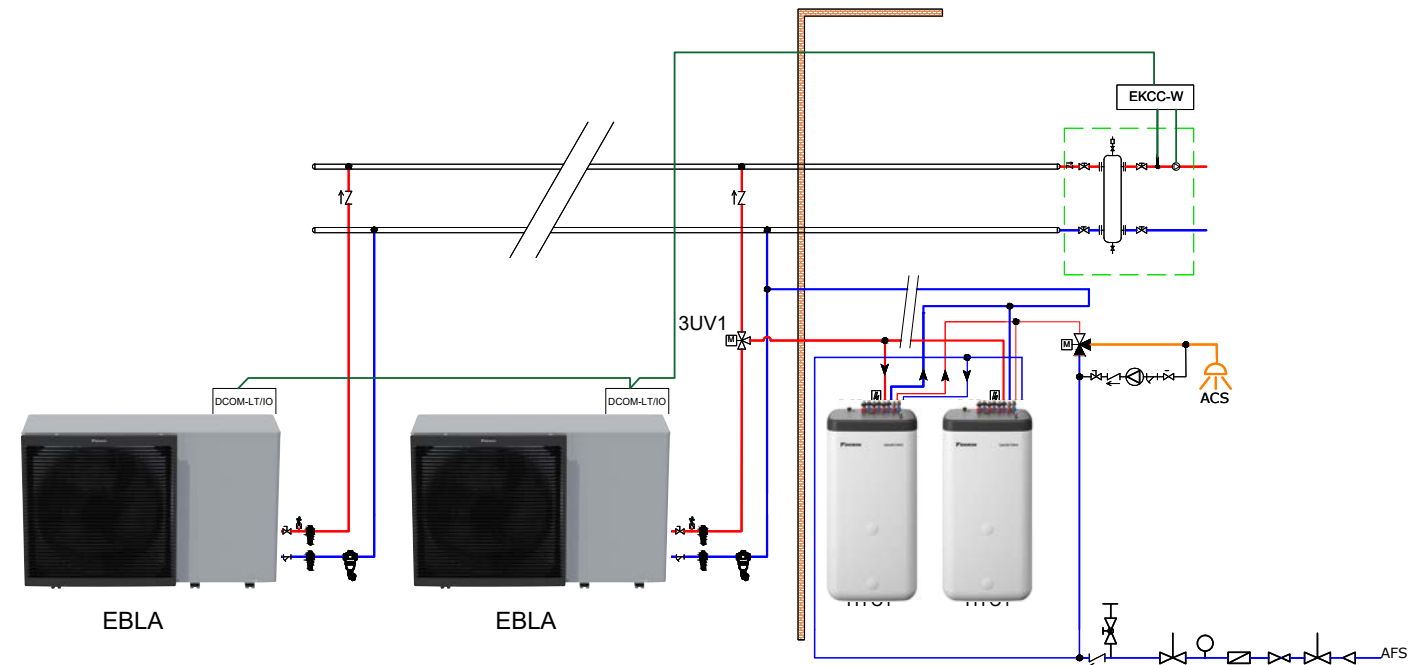 EKCC-W
3UV1
M
M
DCOM-LT/IO
DCOM-LT/IO
ACS
EBLA
EBLA
AFS